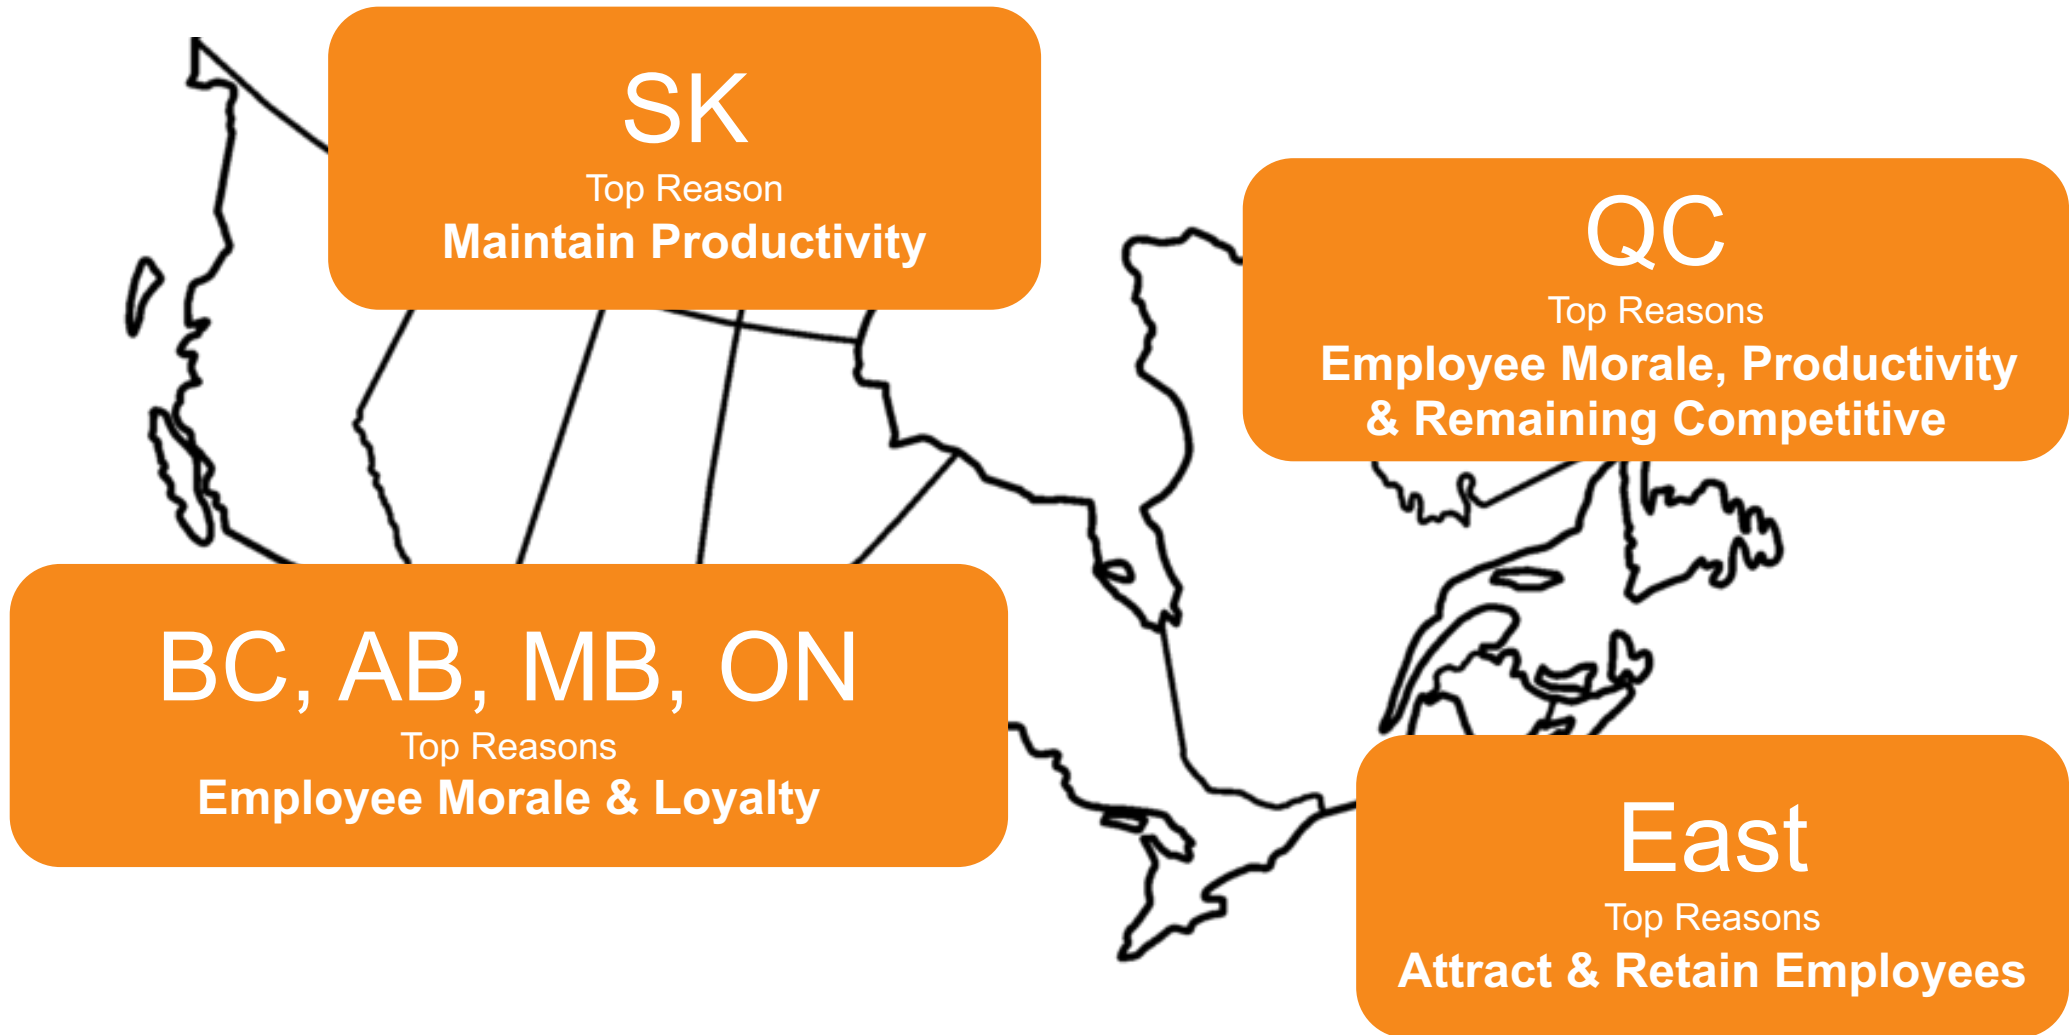 SK
Top Reason
Maintain Productivity
QC
Top Reasons
Employee Morale, Productivity
& Remaining Competitive
BC, AB, MB, ON
Top Reasons
Employee Morale & Loyalty
East
Top Reasons
Attract & Retain Employees